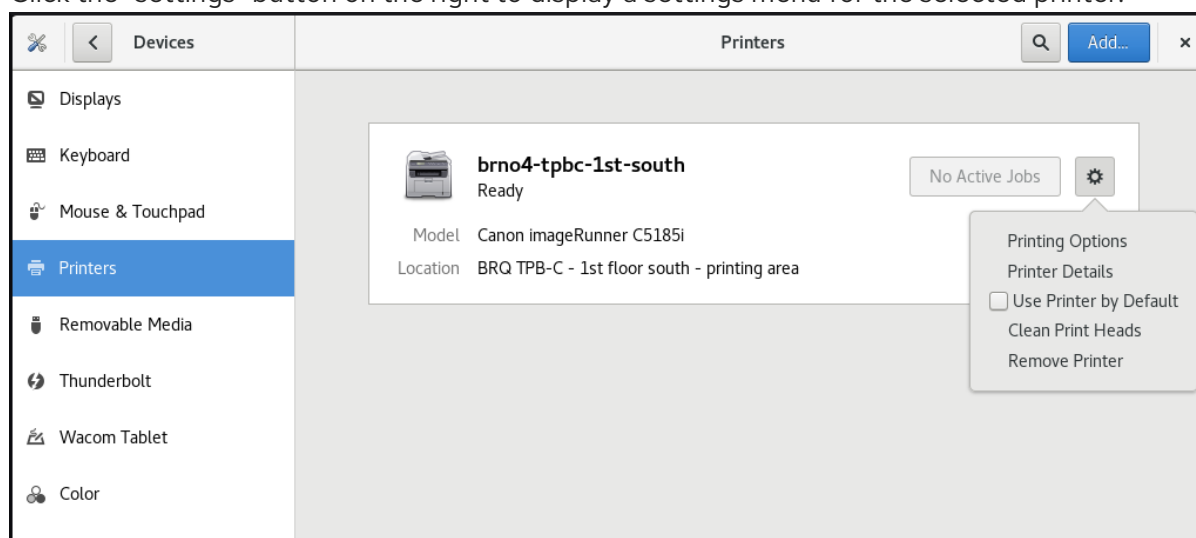 Click the "settings" button on the right to display a settings menu for the selected printer.
Devices
Printers
Add...
Displays
Keyboard
Mouse & Touchpad
Printers
Removable Media
Thunderbolt
Wacom Tablet
Color
brno4-tpbc-1st-south
Ready
No Active Jobs
Model Canon imageRunner C5185i
Location BRQ TPB-C - 1st floor south - printing area
Printing Options
Printer Details
Use Printer by Default
Clean Print Heads
Remove Printer